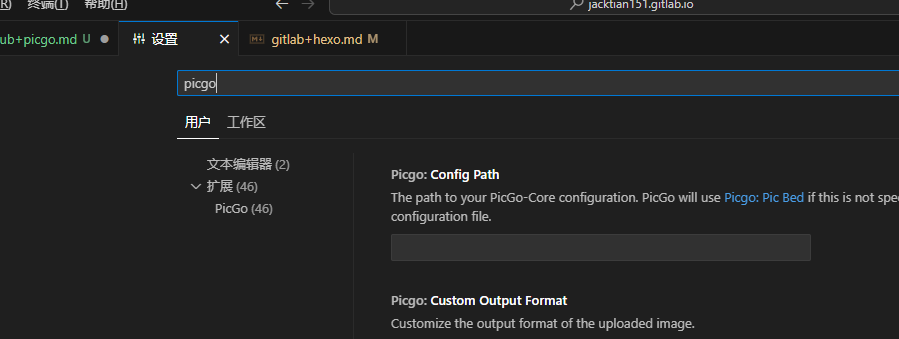 R) 终端(T) 帮助(H) jacktian151.gitlab.io
ub+picgo.md U 设置 gitlab+hexo.md M
picgo
用户 工作区
文本编辑器 (2)
扩展 (46)
PicGo (46)
Picgo: Config Path
The path to your PicGo-Core configuration. PicGo will use Picgo: Pic Bed if this is not spe
configuration file.
Picgo: Custom Output Format
Customize the output format of the uploaded image.